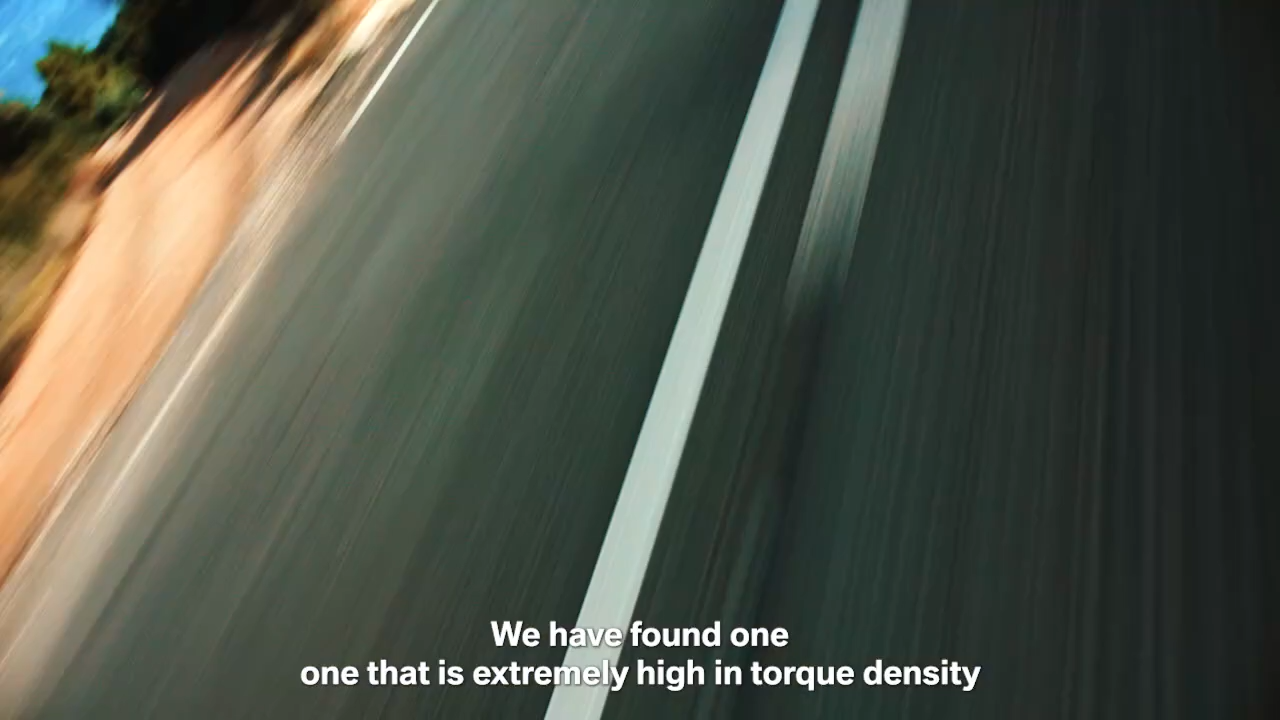 We have found one
one that is extremely high in torque density